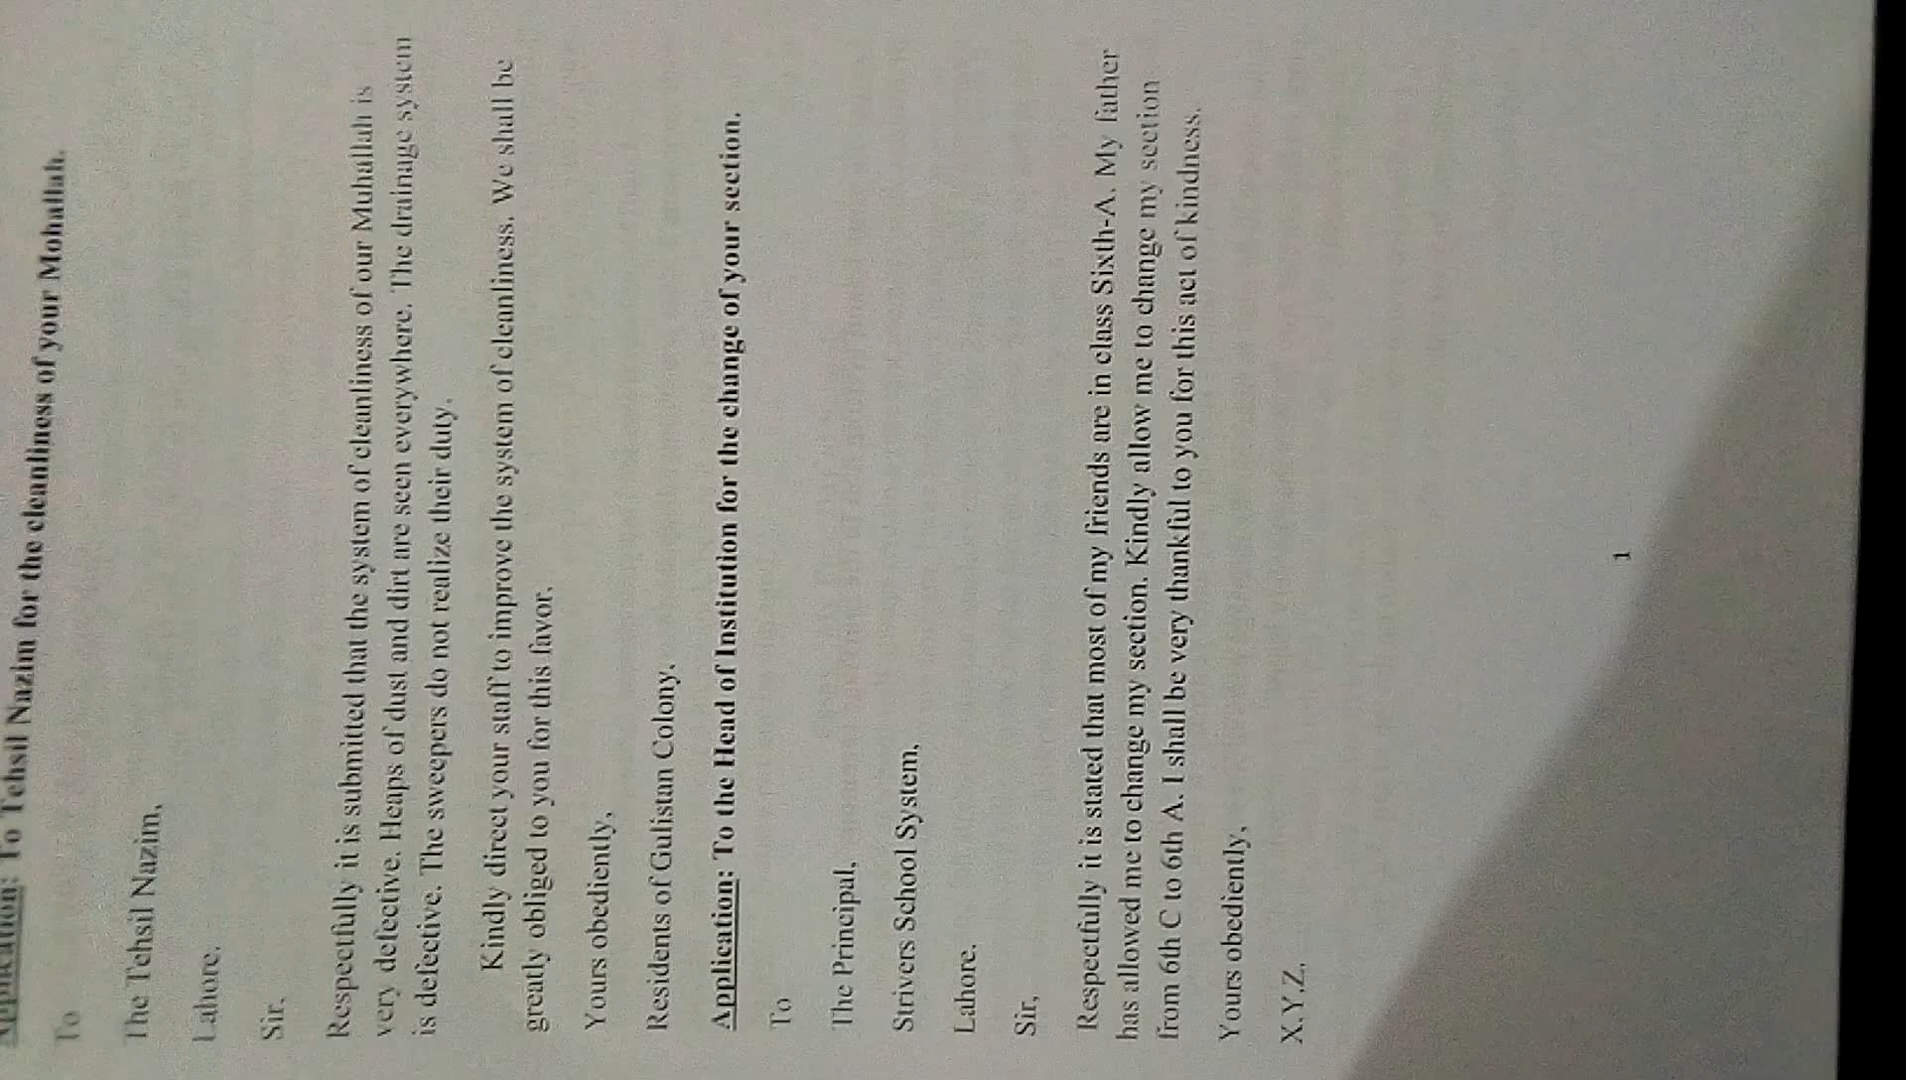 Application: To Tehsil Nazim for the cleanliness of your Mohallah.
To
The Tehsil Nazim,
Lahore.
Sir,
Respectfully it is submitted that the system of cleanliness of our Muhallah is
very defective. Heaps of dust and dirt are seen everywhere. The drainage system
is defective. The sweepers do not realize their duty.
Kindly direct your staff to improve the system of cleanliness. We shall be
greatly obliged to you for this favor.
Yours obediently,
Residents of Gulistan Colony.
Application: To the Head of Institution for the change of your section.
To
The Principal,
Strivers School System,
Lahore.
Sir,
Respectfully it is stated that most of my friends are in class Sixth-A. My father
has allowed me to change my section. Kindly allow me to change my section
from 6th C to 6th A. I shall be very thankful to you for this act of kindness.
Yours obediently,
X.Y.Z.
1